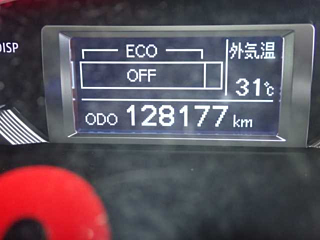 DISP
ECO
外気温
OFF
31℃
ODO 128177 km